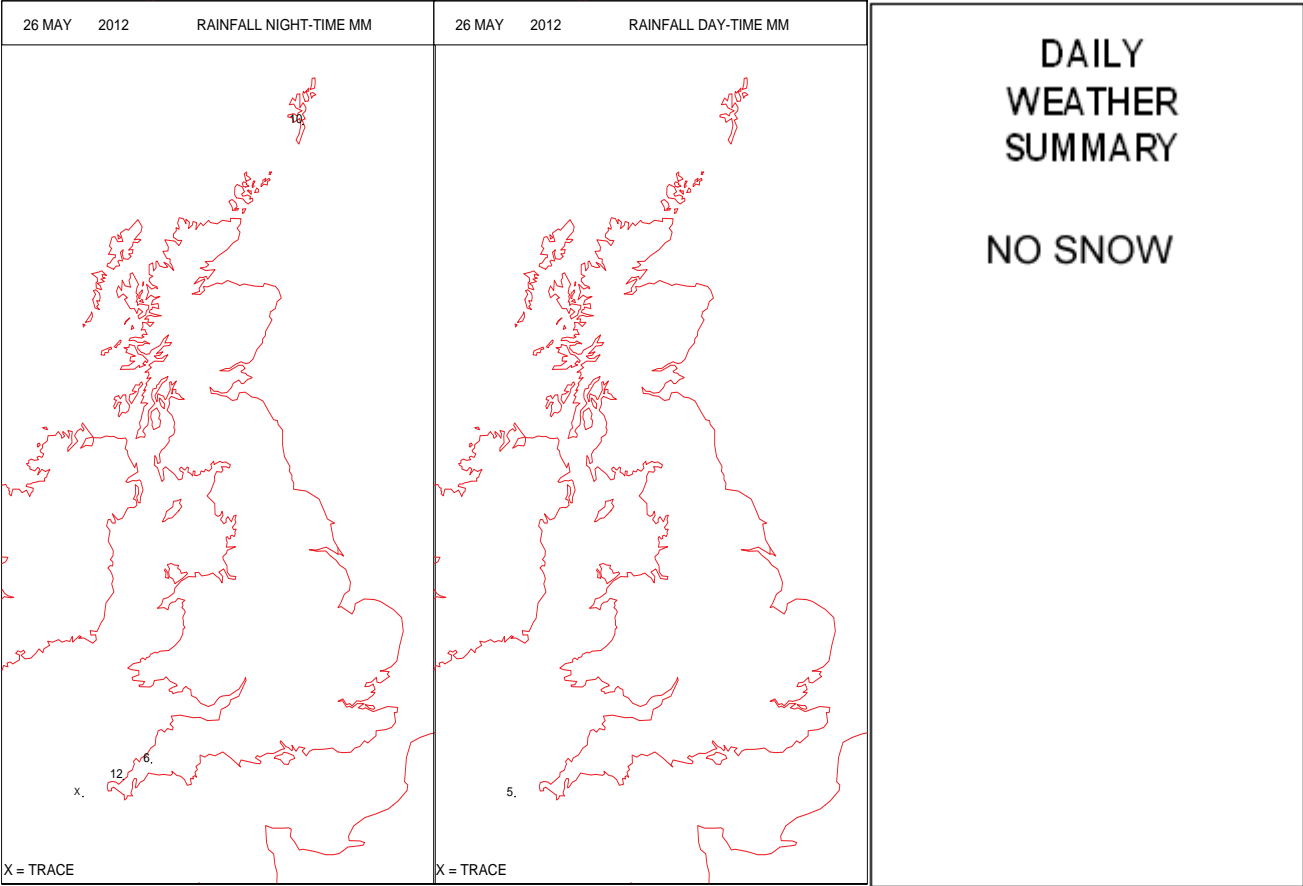 26 MAY 2012 RAINFALL NIGHT-TIME MM
10.
6.
12
x.
X = TRACE
26 MAY 2012 RAINFALL DAY-TIME MM
5.
X = TRACE
DAILY
WEATHER
SUMMARY
NO SNOW